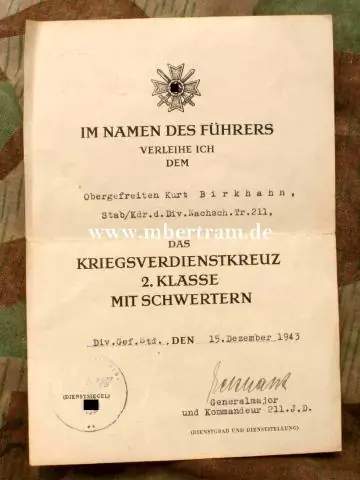 IM NAMEN DES FÜHRERS
VERLEIHE ICH
DEM
Obergefreiten Kurt Birkhahn,
Stab/Kdr.d.Div.Nachsch.Tr.211,
www.mbertram.de
DAS
KRIEGSVERDIENSTKREUZ
2. KLASSE
MIT SCHWERTERN
Div.Gef.Std., DEN 15.Dezember 1943
(DIENSTSIEGEL)
Generalmajor
und Kommandeur 211.J.D.
(DIENSTGRAD UND DIENSTSTELLUNG)